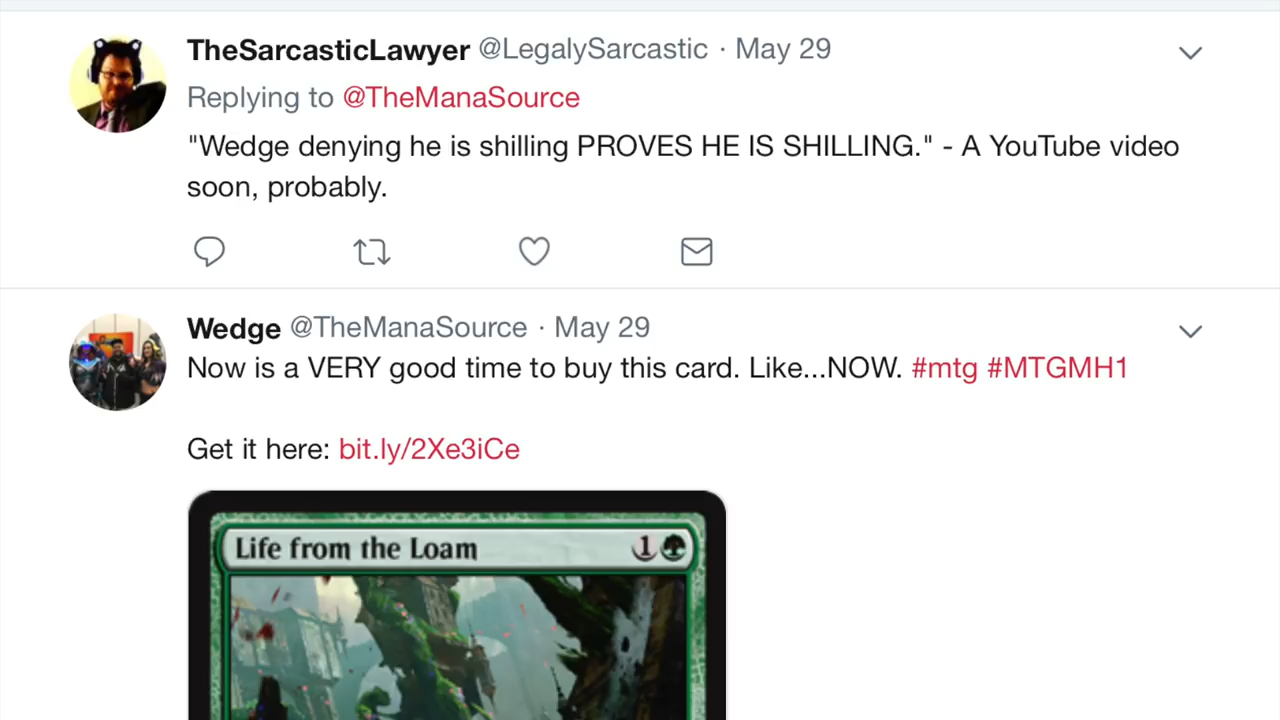 TheSarcasticLawyer @LegalySarcastic · May 29
Replying to @TheManaSource
"Wedge denying he is shilling PROVES HE IS SHILLING." - A YouTube video
soon, probably.
Wedge @TheManaSource · May 29
Now is a VERY good time to buy this card. Like...NOW. #mtg #MTGMH1
Get it here: bit.ly/2Xe3iCe
Life from the Loam 1